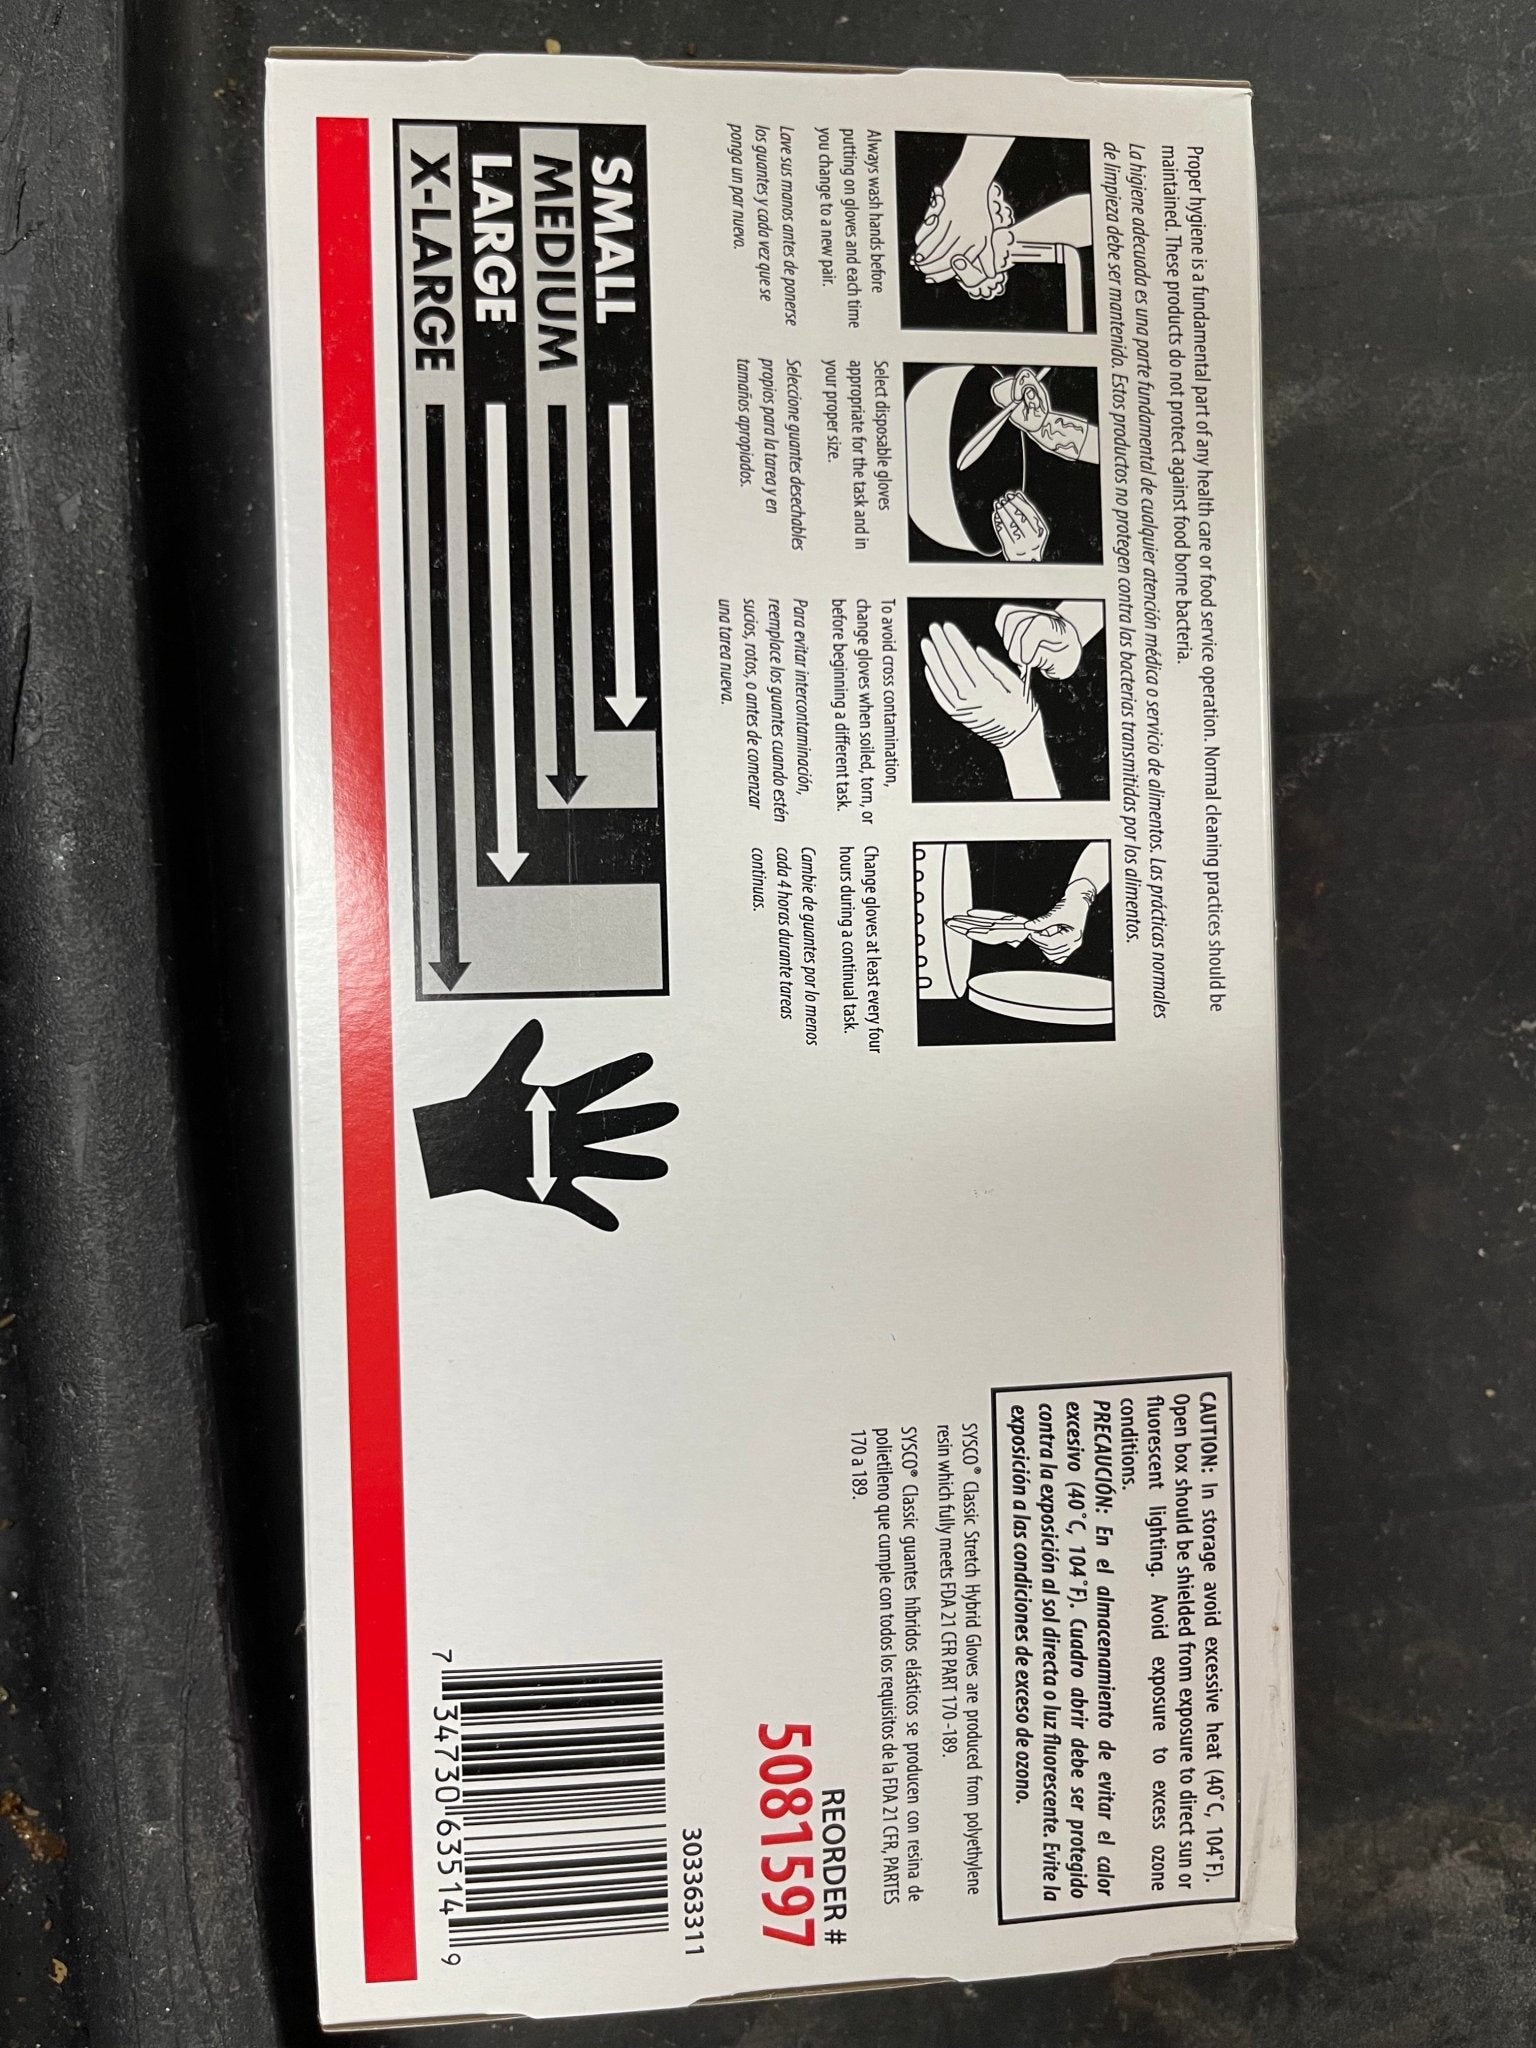 Proper hygiene is a fundamental part of any health care or food service operation. Normal cleaning practices should be
maintained. These products do not protect against food borne bacteria.
La higiene adecuada es una parte fundamental de cualquier atención médica o servicio de alimentos. Las prácticas normales
de limpieza debe ser mantenido. Estos productos no protegen contra las bacterias transmitidas por los alimentos.
Always wash hands before
putting on gloves and each time
you change to a new pair.
Lave sus manos antes de ponerse
los guantes y cada vez que se
ponga un par nuevo.
Select disposable gloves
appropriate for the task and in
your proper size.
Seleccione guantes desechables
propios para la tarea y en
tamaños apropiados.
To avoid cross contamination,
change gloves when soiled, torn, or
before beginning a different task.
Para evitar intercontaminación,
reemplace los guantes cuando estén
sucios, rotos, o antes de comenzar
una tarea nueva.
Change gloves at least every four
hours during a continual task.
Cambie de guantes por lo menos
cada 4 horas durante tareas
continuas.
SMALL
MEDIUM
LARGE
X-LARGE
CAUTION: In storage avoid excessive heat (40°C, 104°F).
Open box should be shielded from exposure to direct sun or
fluorescent lighting. Avoid exposure to excess ozone
conditions.
PRECAUCIÓN: En el almacenamiento de evitar el calor
excesivo (40°C, 104°F). Cuadro abrir debe ser protegido
contra la exposición al sol directa o luz fluorescente. Evite la
exposición a las condiciones de exceso de ozono.
SYSCO® Classic Stretch Hybrid Gloves are produced from polyethylene
resin which fully meets FDA 21 CFR PART 170 -189.
SYSCO® Classic guantes híbridos elásticos se producen con resina de
polietileno que cumple con todos los requisitos de la FDA 21 CFR, PARTES
170 a 189.
REORDER #
5081597
303363311
7 34730 63514 9